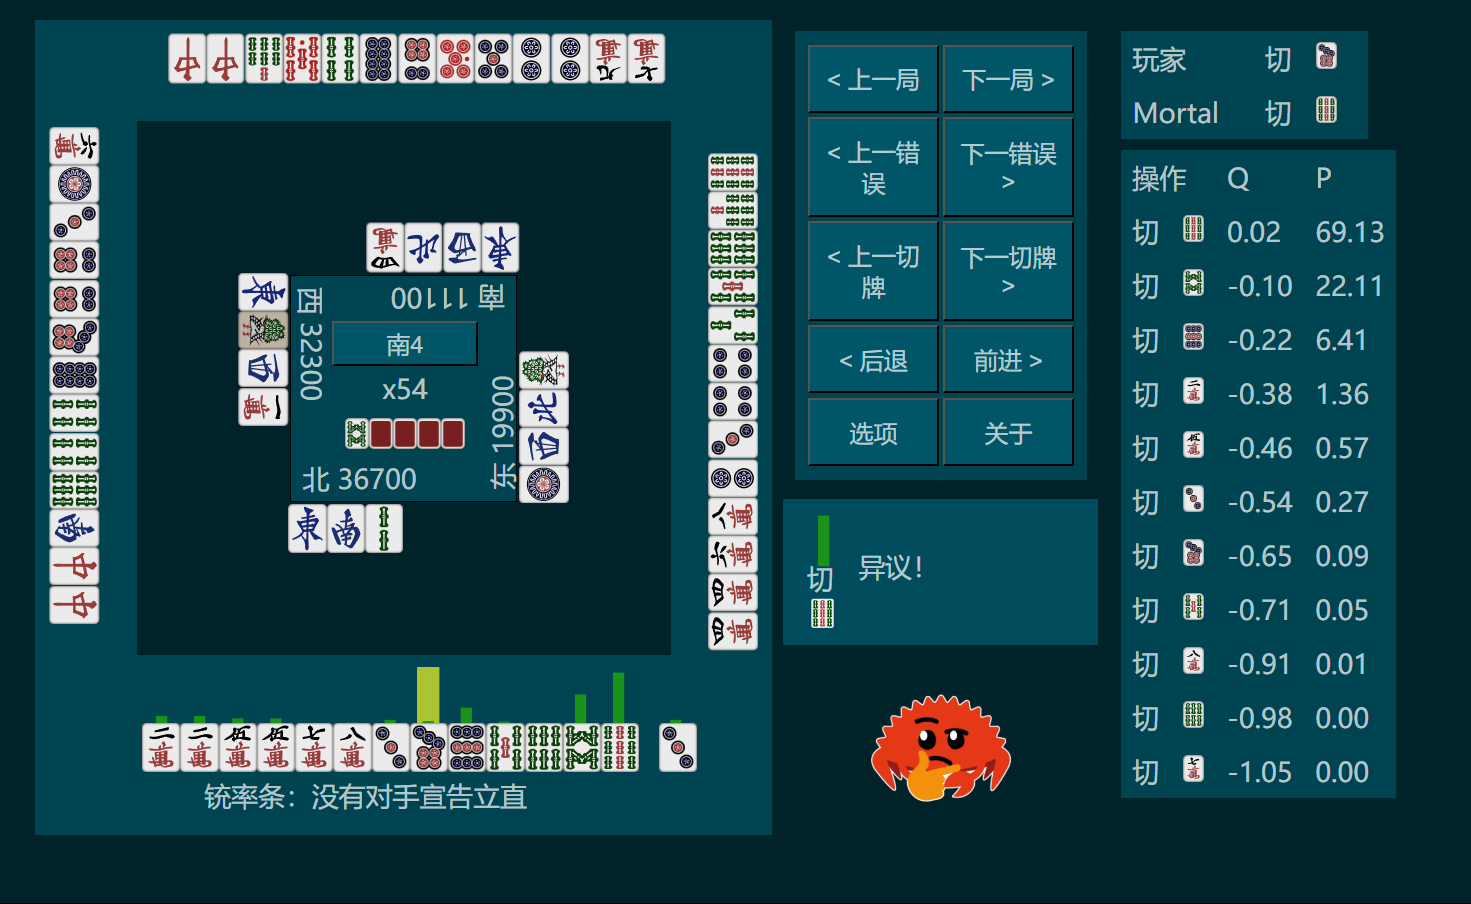 南 11100
西 32300
南4
x54
东 19900
北 36700
铳率条：没有对手宣告立直
< 上一局
下一局 >
< 上一错
误
下一错误
>
< 上一切
牌
下一切牌
>
< 后退
前进 >
选项
关于
切
异议！
玩家 切
Mortal 切
操作 Q P
切 0.02 69.13
切 -0.10 22.11
切 -0.22 6.41
切 -0.38 1.36
切 -0.46 0.57
切 -0.54 0.27
切 -0.65 0.09
切 -0.71 0.05
切 -0.91 0.01
切 -0.98 0.00
切 -1.05 0.00